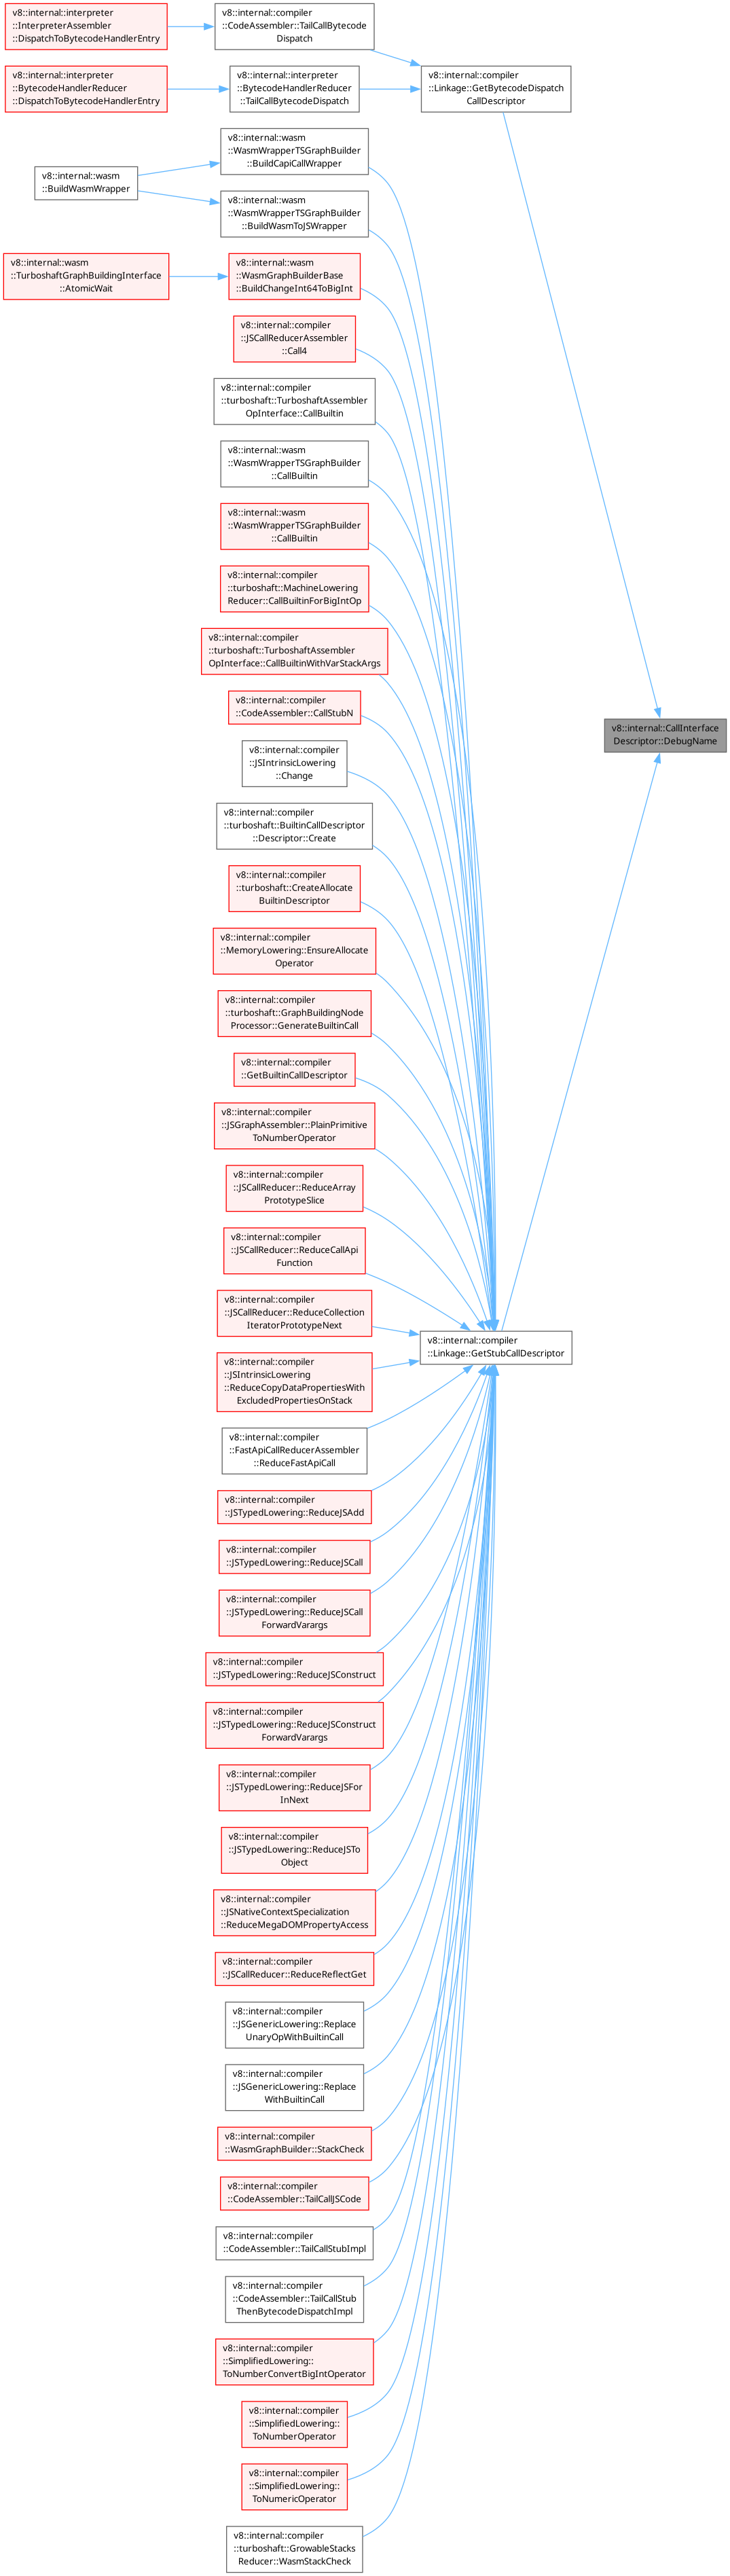 v8::internal::interpreter
::InterpreterAssembler
::DispatchToBytecodeHandlerEntry
v8::internal::compiler
::CodeAssembler::TailCallBytecode
Dispatch
v8::internal::interpreter
::BytecodeHandlerReducer
::DispatchToBytecodeHandlerEntry
v8::internal::interpreter
::BytecodeHandlerReducer
::TailCallBytecodeDispatch
v8::internal::compiler
::Linkage::GetBytecodeDispatch
CallDescriptor
v8::internal::wasm
::WasmWrapperTSGraphBuilder
::BuildCapiCallWrapper
v8::internal::wasm
::BuildWasmWrapper
v8::internal::wasm
::WasmWrapperTSGraphBuilder
::BuildWasmToJSWrapper
v8::internal::wasm
::TurboshaftGraphBuildingInterface
::AtomicWait
v8::internal::wasm
::WasmGraphBuilderBase
::BuildChangeInt64ToBigInt
v8::internal::compiler
::JSCallReducerAssembler
::Call4
v8::internal::compiler
::turboshaft::TurboshaftAssembler
OpInterface::CallBuiltin
v8::internal::wasm
::WasmWrapperTSGraphBuilder
::CallBuiltin
v8::internal::wasm
::WasmWrapperTSGraphBuilder
::CallBuiltin
v8::internal::compiler
::turboshaft::MachineLowering
Reducer::CallBuiltinForBigIntOp
v8::internal::compiler
::turboshaft::TurboshaftAssembler
OpInterface::CallBuiltinWithVarStackArgs
v8::internal::compiler
::CodeAssembler::CallStubN
v8::internal::CallInterface
Descriptor::DebugName
v8::internal::compiler
::JSIntrinsicLowering
::Change
v8::internal::compiler
::turboshaft::BuiltinCallDescriptor
::Descriptor::Create
v8::internal::compiler
::turboshaft::CreateAllocate
BuiltinDescriptor
v8::internal::compiler
::MemoryLowering::EnsureAllocate
Operator
v8::internal::compiler
::turboshaft::GraphBuildingNode
Processor::GenerateBuiltinCall
v8::internal::compiler
::GetBuiltinCallDescriptor
v8::internal::compiler
::JSGraphAssembler::PlainPrimitive
ToNumberOperator
v8::internal::compiler
::JSCallReducer::ReduceArray
PrototypeSlice
v8::internal::compiler
::JSCallReducer::ReduceCallApi
Function
v8::internal::compiler
::JSCallReducer::ReduceCollection
IteratorPrototypeNext
v8::internal::compiler
::Linkage::GetStubCallDescriptor
v8::internal::compiler
::JSIntrinsicLowering
::ReduceCopyDataPropertiesWith
ExcludedPropertiesOnStack
v8::internal::compiler
::FastApiCallReducerAssembler
::ReduceFastApiCall
v8::internal::compiler
::JSTypedLowering::ReduceJSAdd
v8::internal::compiler
::JSTypedLowering::ReduceJSCall
v8::internal::compiler
::JSTypedLowering::ReduceJSCall
ForwardVarargs
v8::internal::compiler
::JSTypedLowering::ReduceJSConstruct
v8::internal::compiler
::JSTypedLowering::ReduceJSConstruct
ForwardVarargs
v8::internal::compiler
::JSTypedLowering::ReduceJSFor
InNext
v8::internal::compiler
::JSTypedLowering::ReduceJSTo
Object
v8::internal::compiler
::JSNativeContextSpecialization
::ReduceMegaDOMPropertyAccess
v8::internal::compiler
::JSCallReducer::ReduceReflectGet
v8::internal::compiler
::JSGenericLowering::Replace
UnaryOpWithBuiltinCall
v8::internal::compiler
::JSGenericLowering::Replace
WithBuiltinCall
v8::internal::compiler
::WasmGraphBuilder::StackCheck
v8::internal::compiler
::CodeAssembler::TailCallJSCode
v8::internal::compiler
::CodeAssembler::TailCallStubImpl
v8::internal::compiler
::CodeAssembler::TailCallStub
ThenBytecodeDispatchImpl
v8::internal::compiler
::SimplifiedLowering::
ToNumberConvertBigIntOperator
v8::internal::compiler
::SimplifiedLowering::
ToNumberOperator
v8::internal::compiler
::SimplifiedLowering::
ToNumericOperator
v8::internal::compiler
::turboshaft::GrowableStacks
Reducer::WasmStackCheck